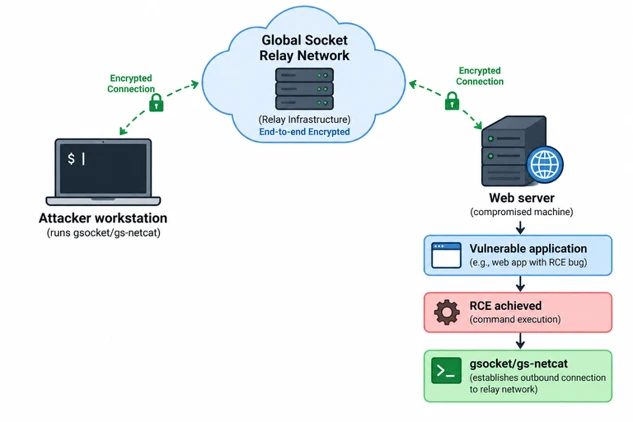 Global Socket
Relay Network
(Relay Infrastructure)
End-to-end Encrypted
Encrypted
Connection
Encrypted
Connection
$
Attacker workstation
(runs gsocket/gs-netcat)
Web server
(compromised machine)
Vulnerable application
(e.g., web app with RCE bug)
RCE achieved
(command execution)
>_
gsocket/gs-netcat
(establishes outbound connection
to relay network)